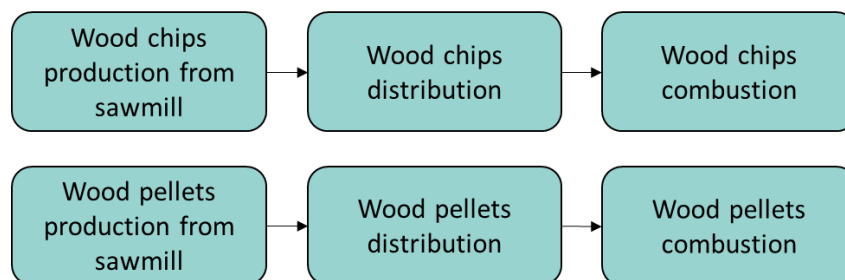 Wood chips
production from
sawmill
Wood chips
distribution
Wood chips
combustion
Wood pellets
production from
sawmill
Wood pellets
distribution
Wood pellets
combustion